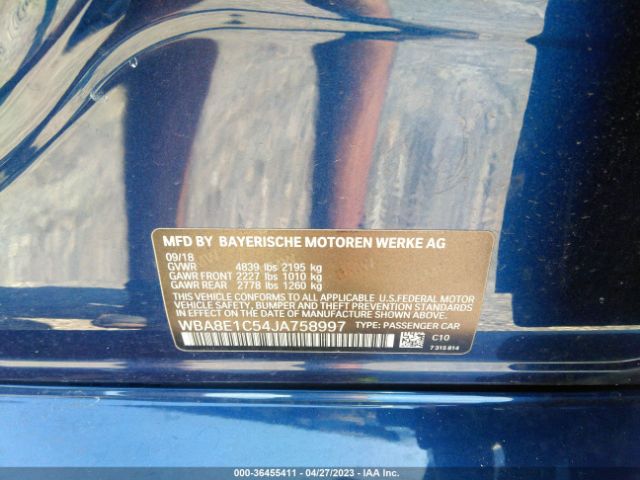 MFD BY BAYERISCHE MOTOREN WERKE AG
09/18
GVWR 4839 lbs 2195 kg
GAWR FRONT 2227 lbs 1010 kg
GAWR REAR 2778 lbs 1260 kg
THIS VEHICLE CONFORMS TO ALL APPLICABLE U.S. FEDERAL MOTOR
VEHICLE SAFETY, BUMPER AND THEFT PREVENTION STANDARDS
IN EFFECT ON THE DATE OF MANUFACTURE SHOWN ABOVE.
WBA8E1C54JA758997 TYPE: PASSENGER CAR
C10
7 315 814
000-36455411 - 04/27/2023 - IAA Inc.